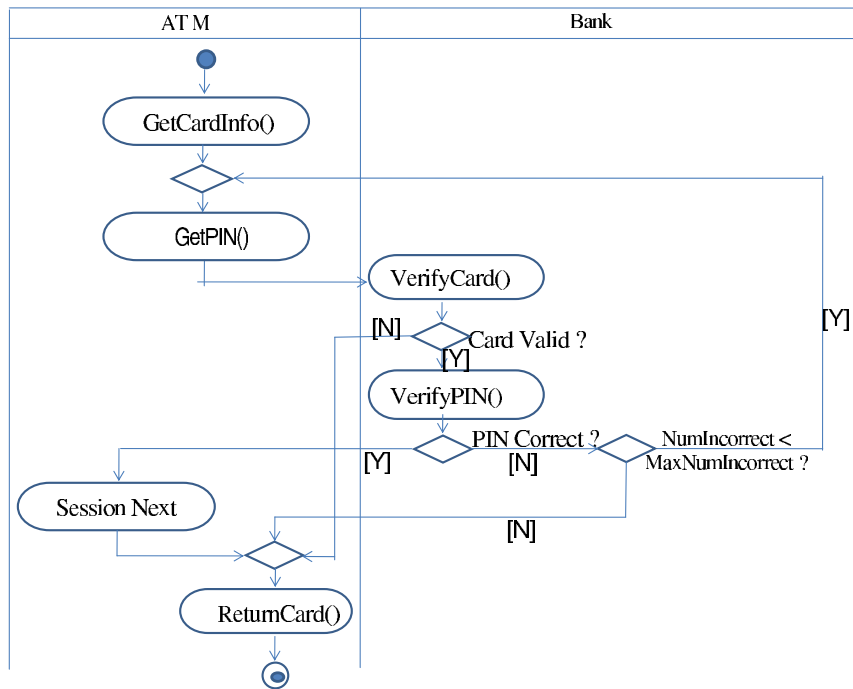 AT M
Bank
GetCardInfo()
GetPIN()
VerifyCard()
[Y]
[N]
Card Valid ?
[Y]
VerifyPIN()
PIN Correct ?
NumIncorrect <
MaxNumIncorrect ?
[Y]
[N]
Session Next
[N]
ReturnCard()